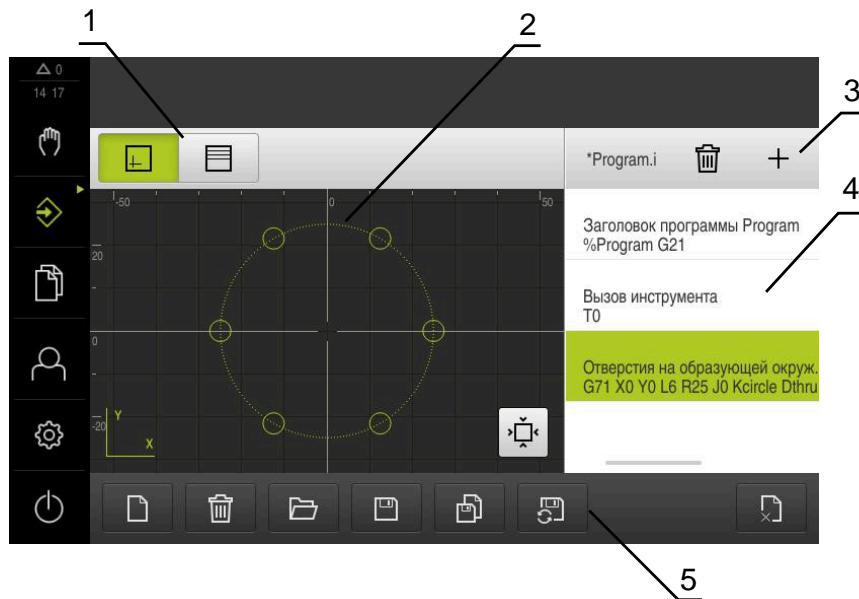 1
2
3
4
5
0
14 17
*Program.i
-50
0
50
20
0
-20
Y
X
Заголовок программы Program
%Program G21
Вызов инструмента
T0
Отверстия на образующей окруж.
G71 X0 Y0 L6 R25 J0 Kcircle Dthru